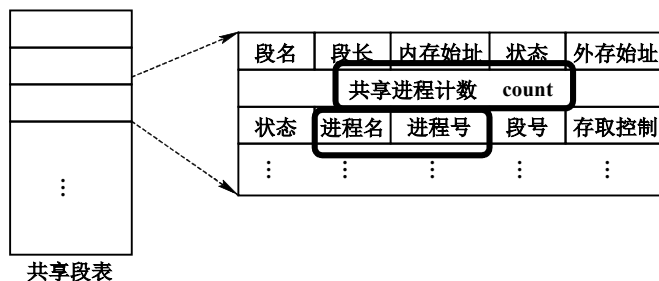 段名 段长 内存始址 状态 外存始址
共享进程计数 count
状态 进程名 进程号 段号 存取控制
⋮ ⋮ ⋮ ⋮ ⋮
⋮
共享段表